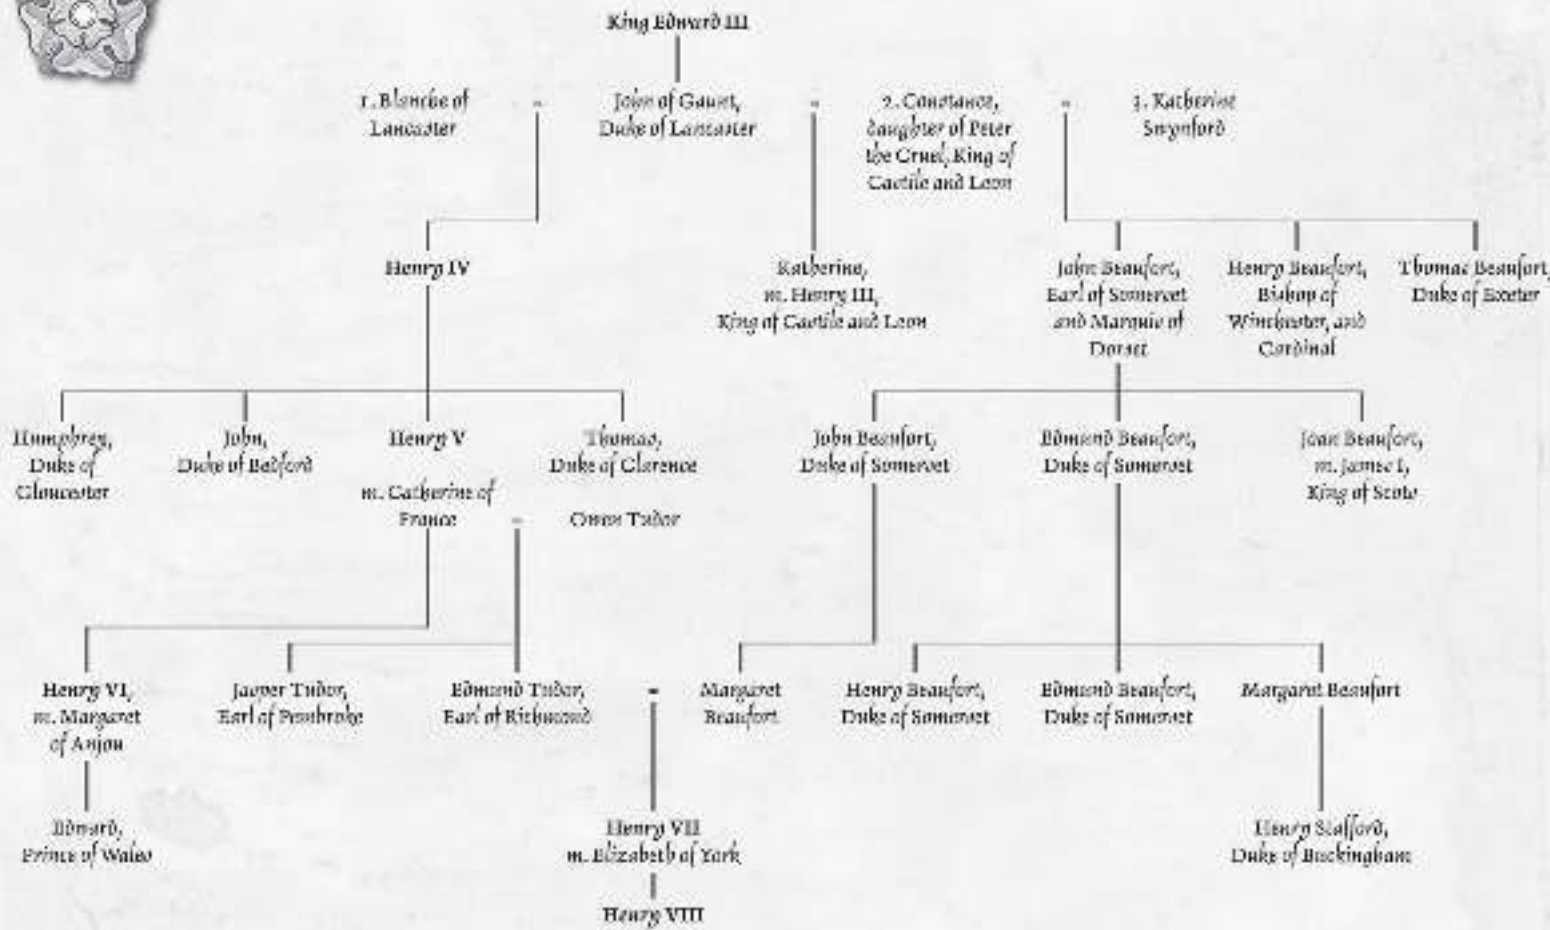 King Edward III
1. Blanche of
Lancaster
-
John of Gaunt,
Duke of Lancaster
-
2. Constance,
daughter of Peter
the Cruel, King of
Castile and Leon
-
3. Katherine
Swynford
Henry IV
Katherine,
m. Henry III,
King of Castile and Leon
John Beaufort,
Earl of Somerset
and Marquis of
Dorset
Henry Beaufort,
Bishop of
Winchester, and
Cardinal
Thomas Beaufort,
Duke of Exeter
Humphrey,
Duke of
Gloucester
John,
Duke of Bedford
Henry V
m. Catherine of
France
-
Thomas,
Duke of Clarence
Owen Tudor
John Beaufort,
Duke of Somerset
Edmund Beaufort,
Duke of Somerset
Joan Beaufort,
m. James I,
King of Scots
Henry VI,
m. Margaret
of Anjou
Jasper Tudor,
Earl of Pembroke
Edmund Tudor,
Earl of Richmond
-
Margaret
Beaufort
Henry Beaufort,
Duke of Somerset
Edmund Beaufort,
Duke of Somerset
Margaret Beaufort
Edward,
Prince of Wales
Henry VII
m. Elizabeth of York
Henry Stafford,
Duke of Buckingham
Henry VIII